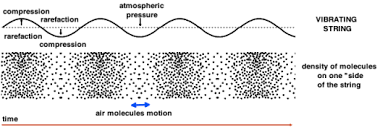 atmospheric
pressure
compression
rarefaction
rarefaction
compression
VIBRATING
STRING
density of molecules
on one "side
of the string
air molecules motion
time